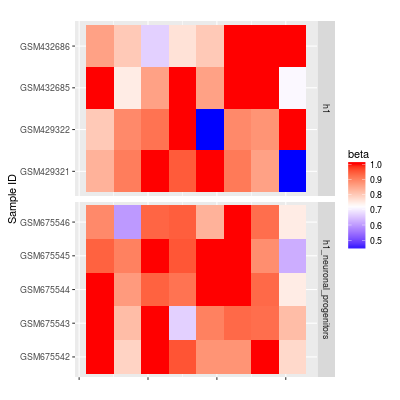 GSM432686
GSM432685
GSM429322
GSM429321
h1
GSM675546
GSM675545
GSM675544
GSM675543
GSM675542
h1_neuronal_progenitors
Sample ID
beta
1.0
0.9
0.8
0.7
0.6
0.5